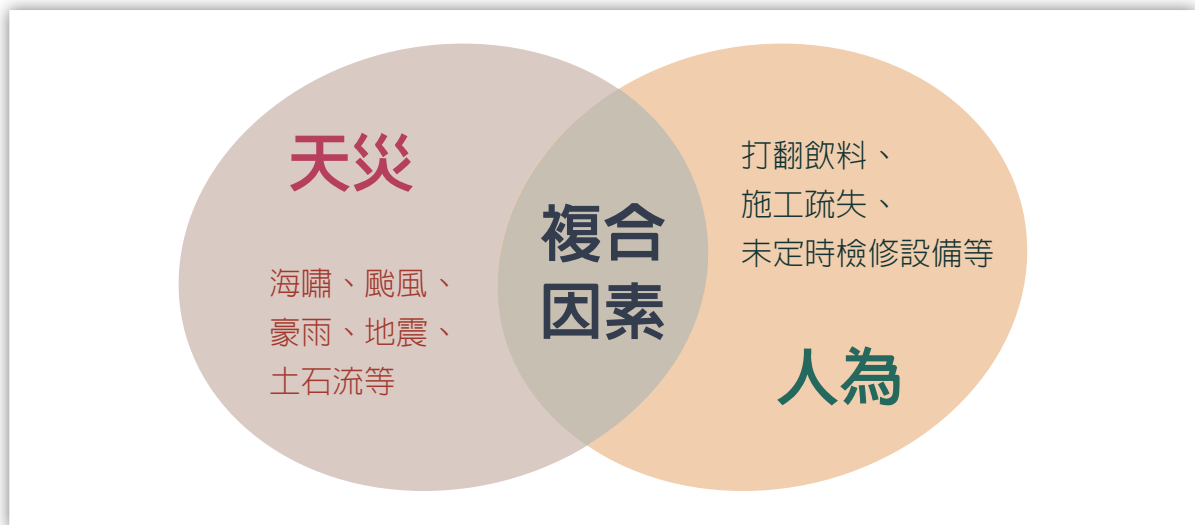 天災
海嘯、颱風、
豪雨、地震、
土石流等
複合
因素
打翻飲料、
施工疏失、
未定時檢修設備等
人為